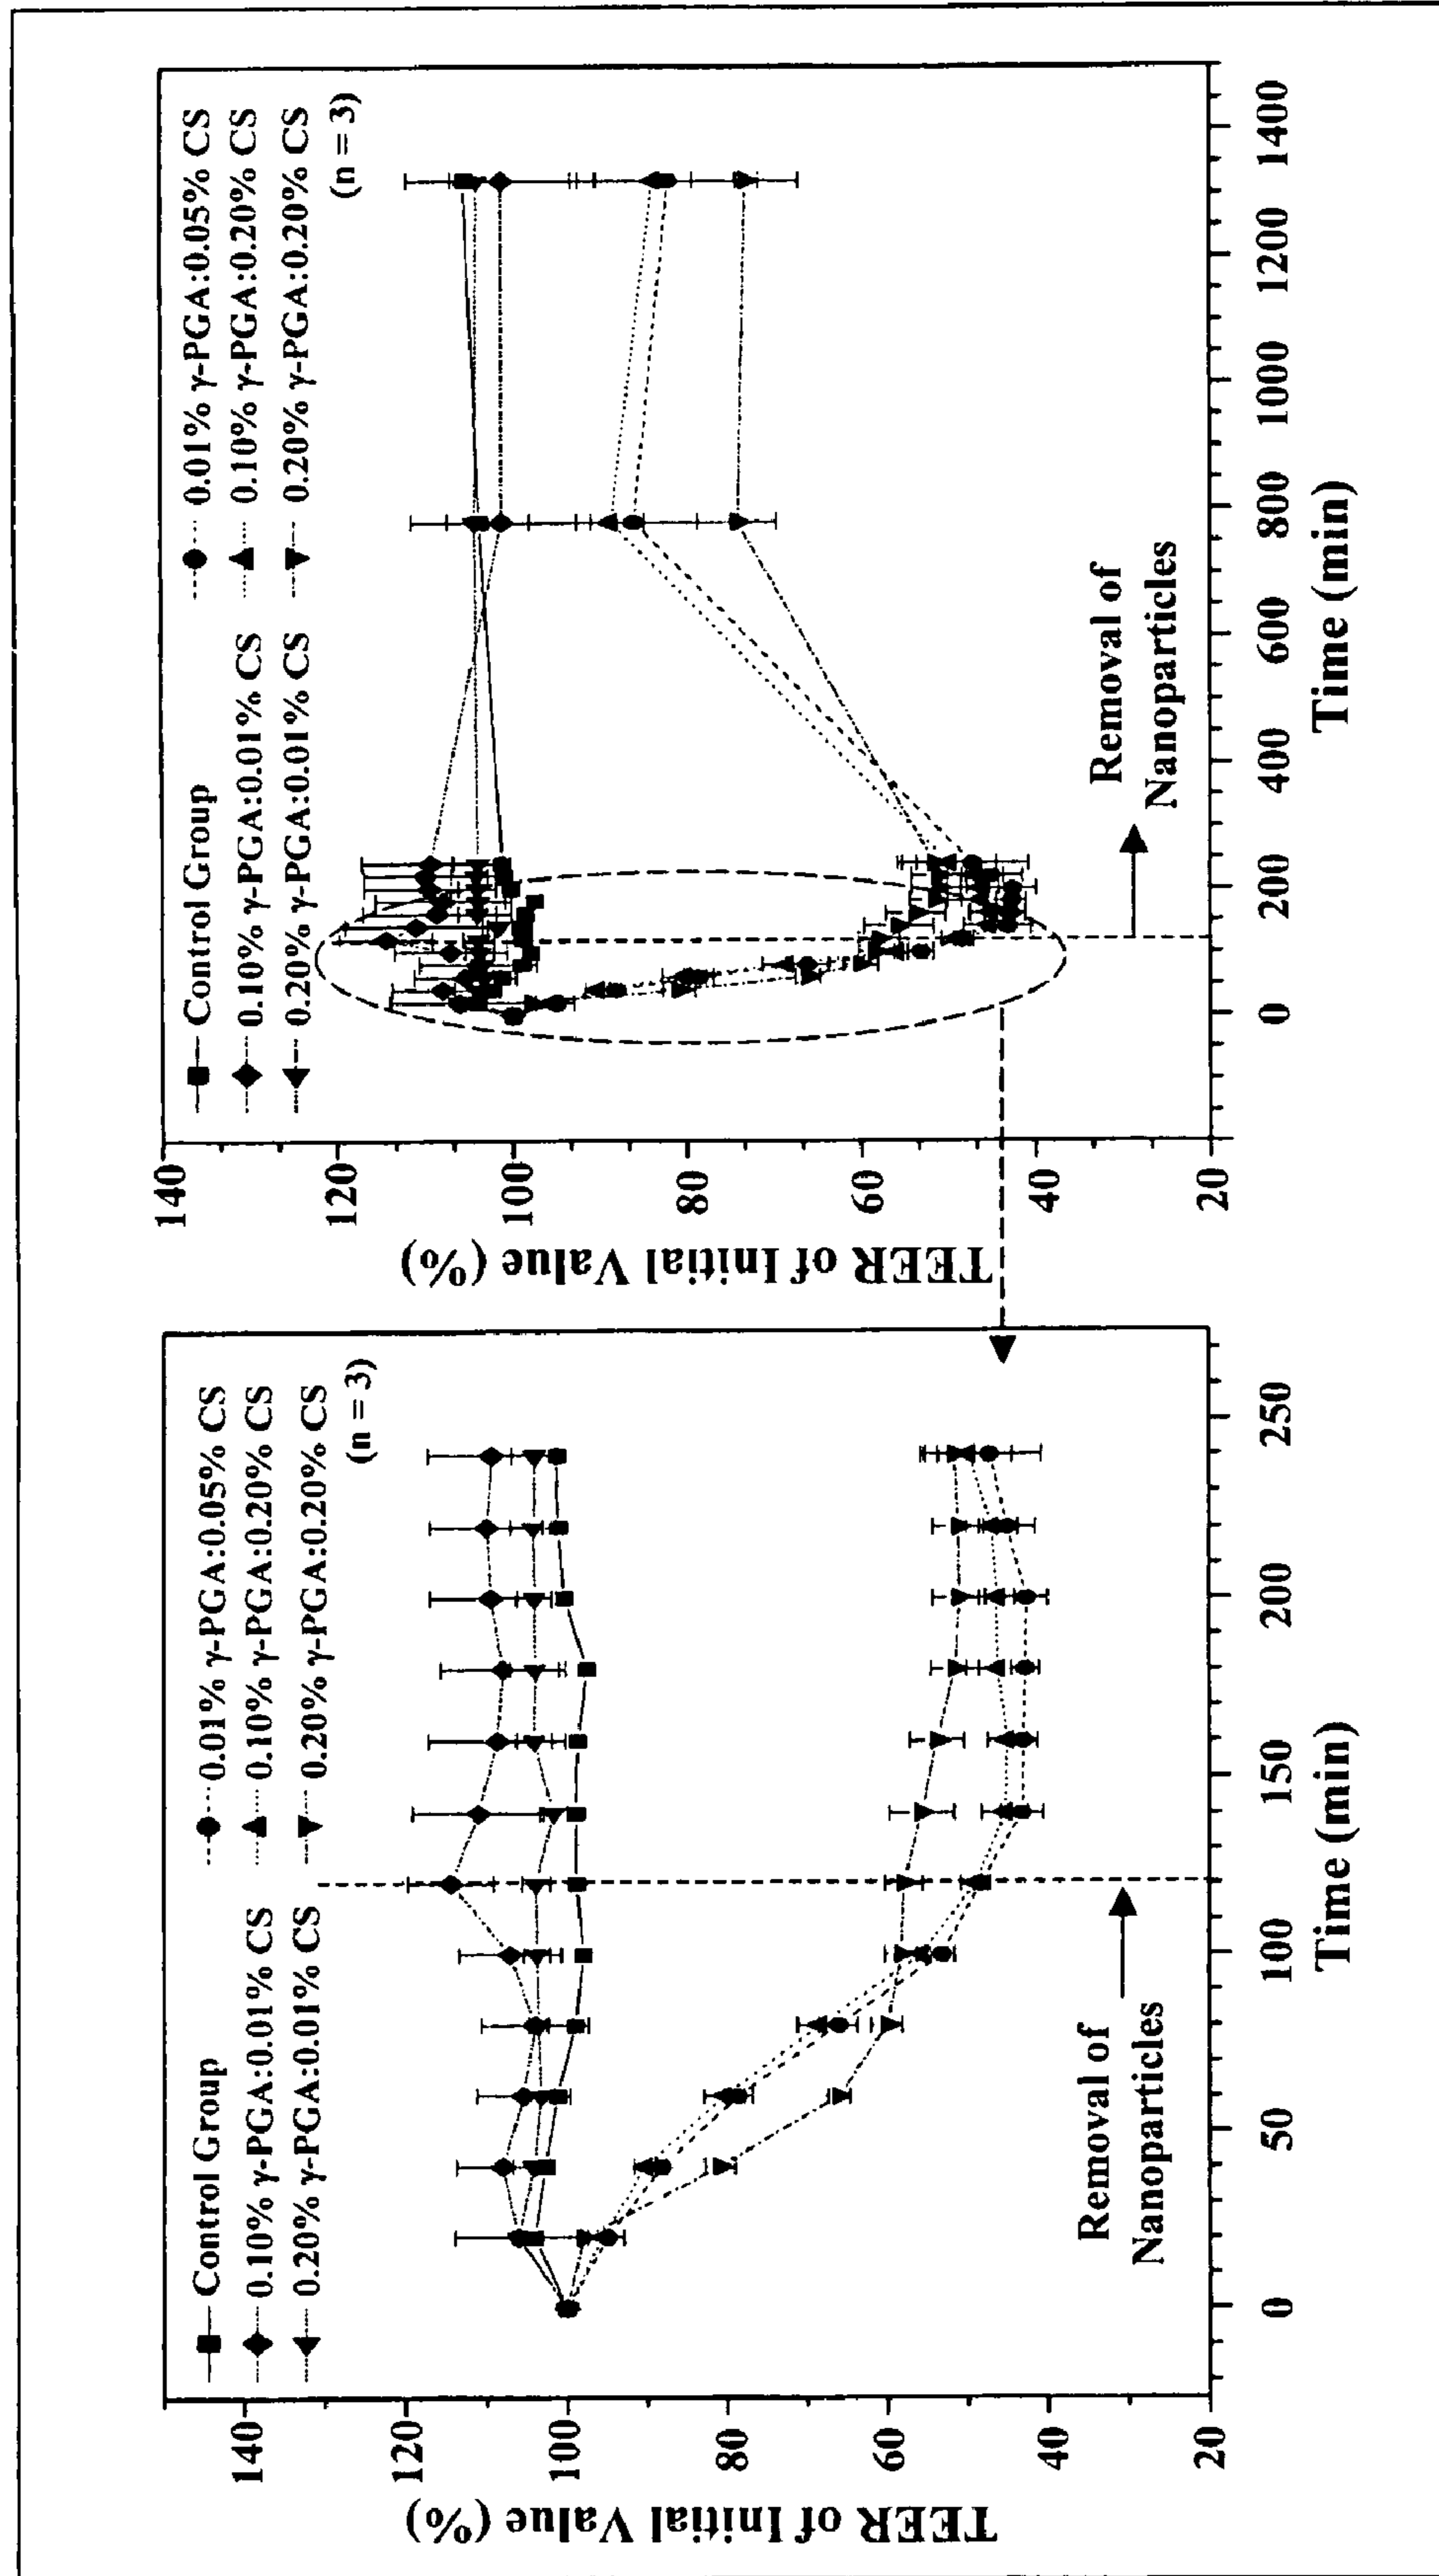 TEER of Initial Value (%)
140
120
100
80
60
40
20
Control Group
0.10% γ-PGA:0.01% CS
0.20% γ-PGA:0.01% CS
0.01% γ-PGA:0.05% CS
0.10% γ-PGA:0.20% CS
0.20% γ-PGA:0.20% CS
(n = 3)
Removal of
Nanoparticles
0
50
100
150
200
250
Time (min)
TEER of Initial Value (%)
140
120
100
80
60
40
20
Control Group
0.10% γ-PGA:0.01% CS
0.20% γ-PGA:0.01% CS
0.01% γ-PGA:0.05% CS
0.10% γ-PGA:0.20% CS
0.20% γ-PGA:0.20% CS
(n = 3)
Removal of
Nanoparticles
0
200
400
600
800
1000
1200
1400
Time (min)